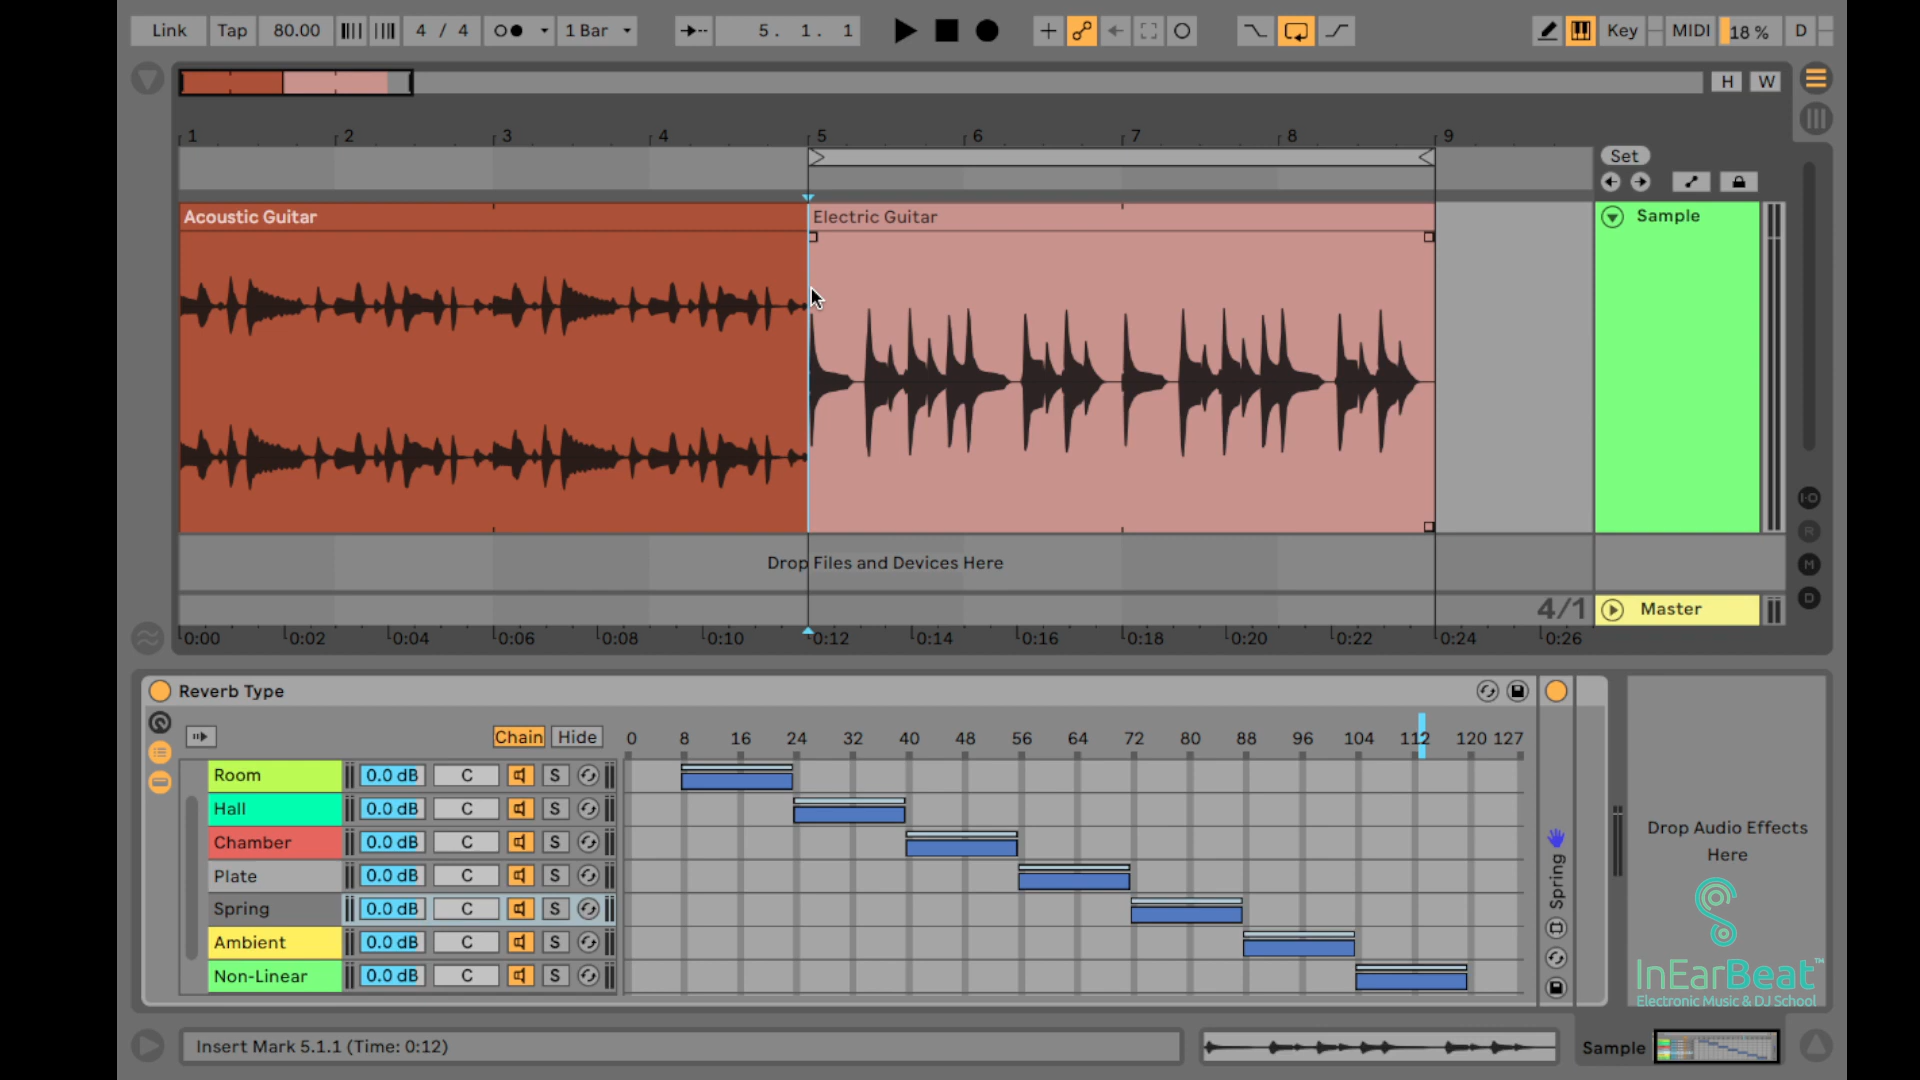 Link Tap 80.00 4 / 4 1 Bar 5. 1. 1 Key MIDI 18 % D
H W
1 2 3 4 5 6 7 8 9
Set
Acoustic Guitar Electric Guitar Sample
I·O
R
Drop Files and Devices Here M
D
4/1 Master
0:00 0:02 0:04 0:06 0:08 0:10 0:12 0:14 0:16 0:18 0:20 0:22 0:24 0:26
Reverb Type
Chain Hide 0 8 16 24 32 40 48 56 64 72 80 88 96 104 112 120 127
Room 0.0 dB C S
Hall 0.0 dB C S
Chamber 0.0 dB C S
Plate 0.0 dB C S
Spring 0.0 dB C S
Ambient 0.0 dB C S
Non-Linear 0.0 dB C S
Spring
Drop Audio Effects
Here
InEarBeat™
Electronic Music & DJ School
Insert Mark 5.1.1 (Time: 0:12) Sample